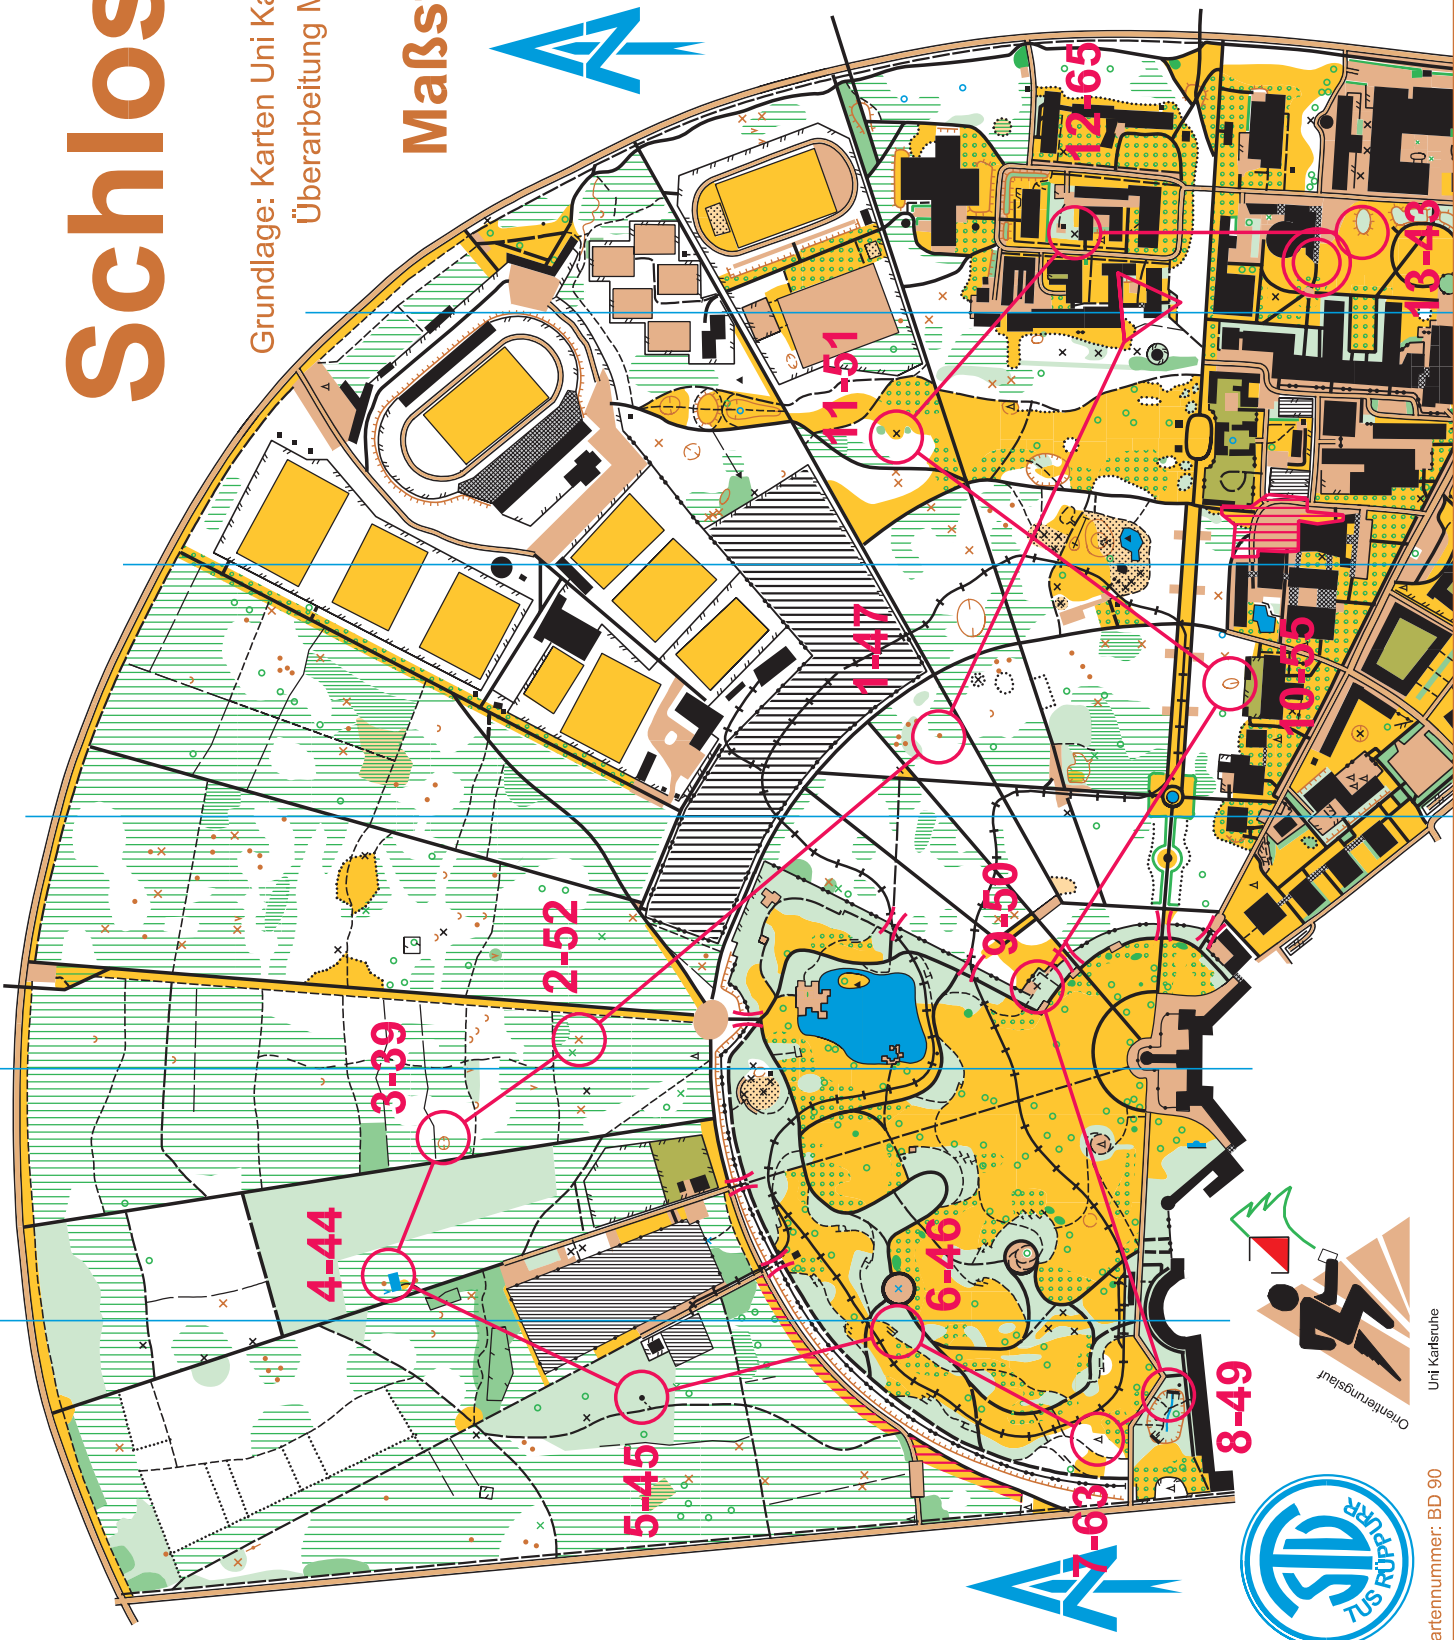 Schlos
Grundlage: Karten Uni Ka
Überarbeitung M
Maßs
12-65
13-43
11-51
1-47
10-55
2-52
9-50
3-39
4-44
6-46
5-45
7-63
8-49
Orientierungslauf
Uni Karlsruhe
TUS RÜPPURR
artennummer: BD 90